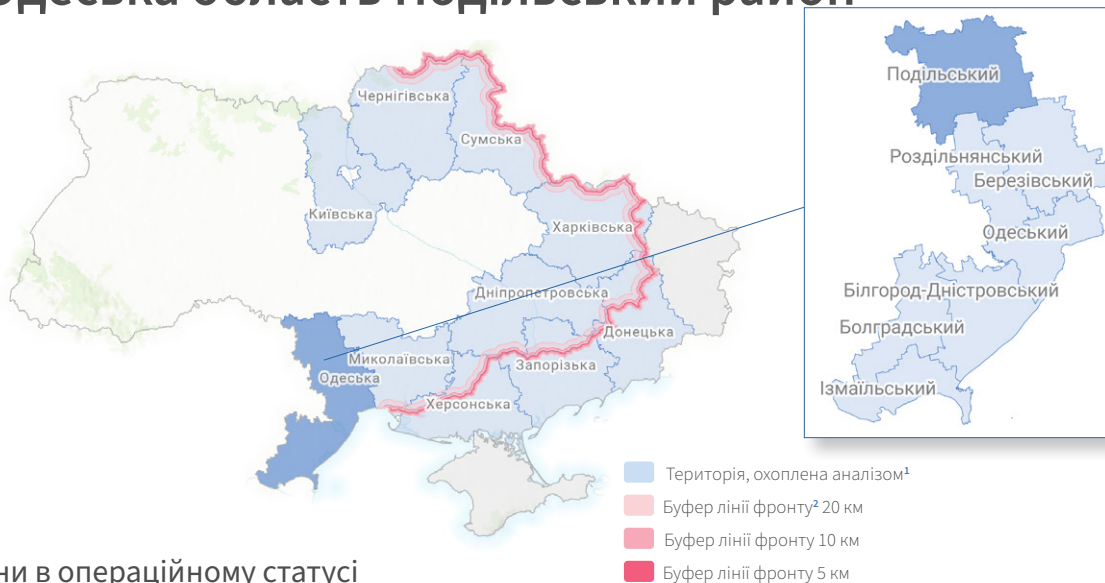 Одеська область Подільський район
Чернігівська
Сумська
Київська
Харківська
Дніпропетровська
Донецька
Миколаївська
Запорізька
Одеська
Херсонська
Подільський
Роздільнянський
Березівський
Одеський
Білгород-Дністровський
Болградський
Ізмаїльський
Територія, охоплена аналізом¹
Буфер лінії фронту² 20 км
Буфер лінії фронту 10 км
Буфер лінії фронту 5 км
ни в операційному статусі